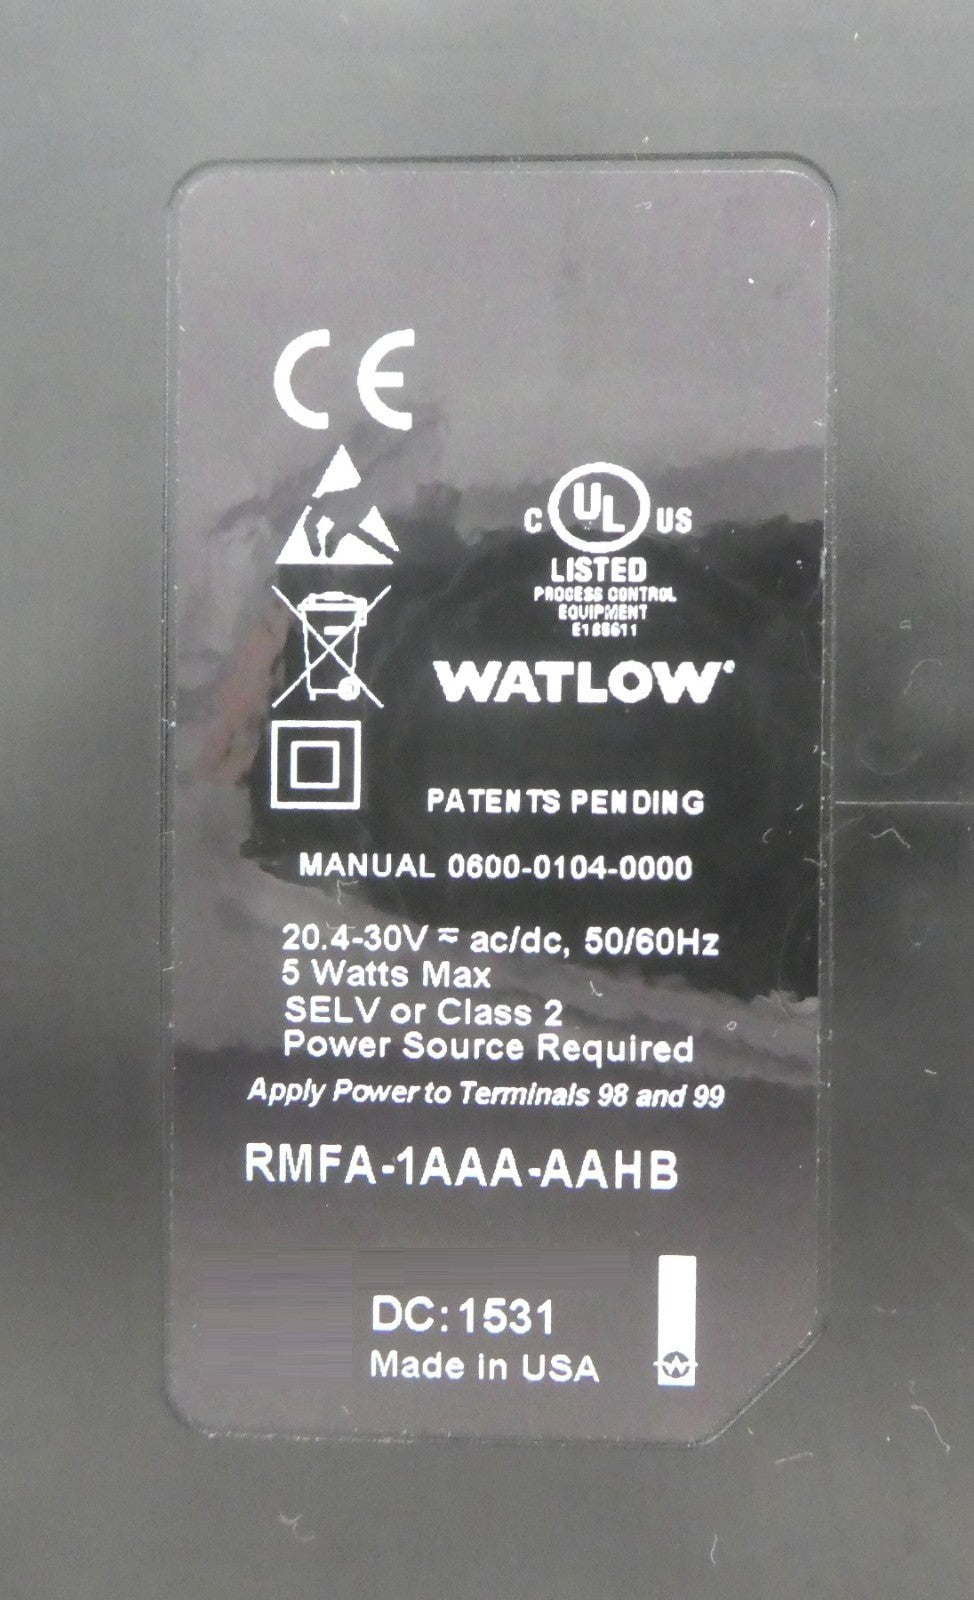 CE
C UL US
LISTED
PROCESS CONTROL
EQUIPMENT
E185611
WATLOW
PATENTS PENDING
MANUAL 0600-0104-0000
20.4-30V ≂ ac/dc, 50/60Hz
5 Watts Max
SELV or Class 2
Power Source Required
Apply Power to Terminals 98 and 99
RMFA-1AAA-AAHB
DC:1531
Made in USA
W